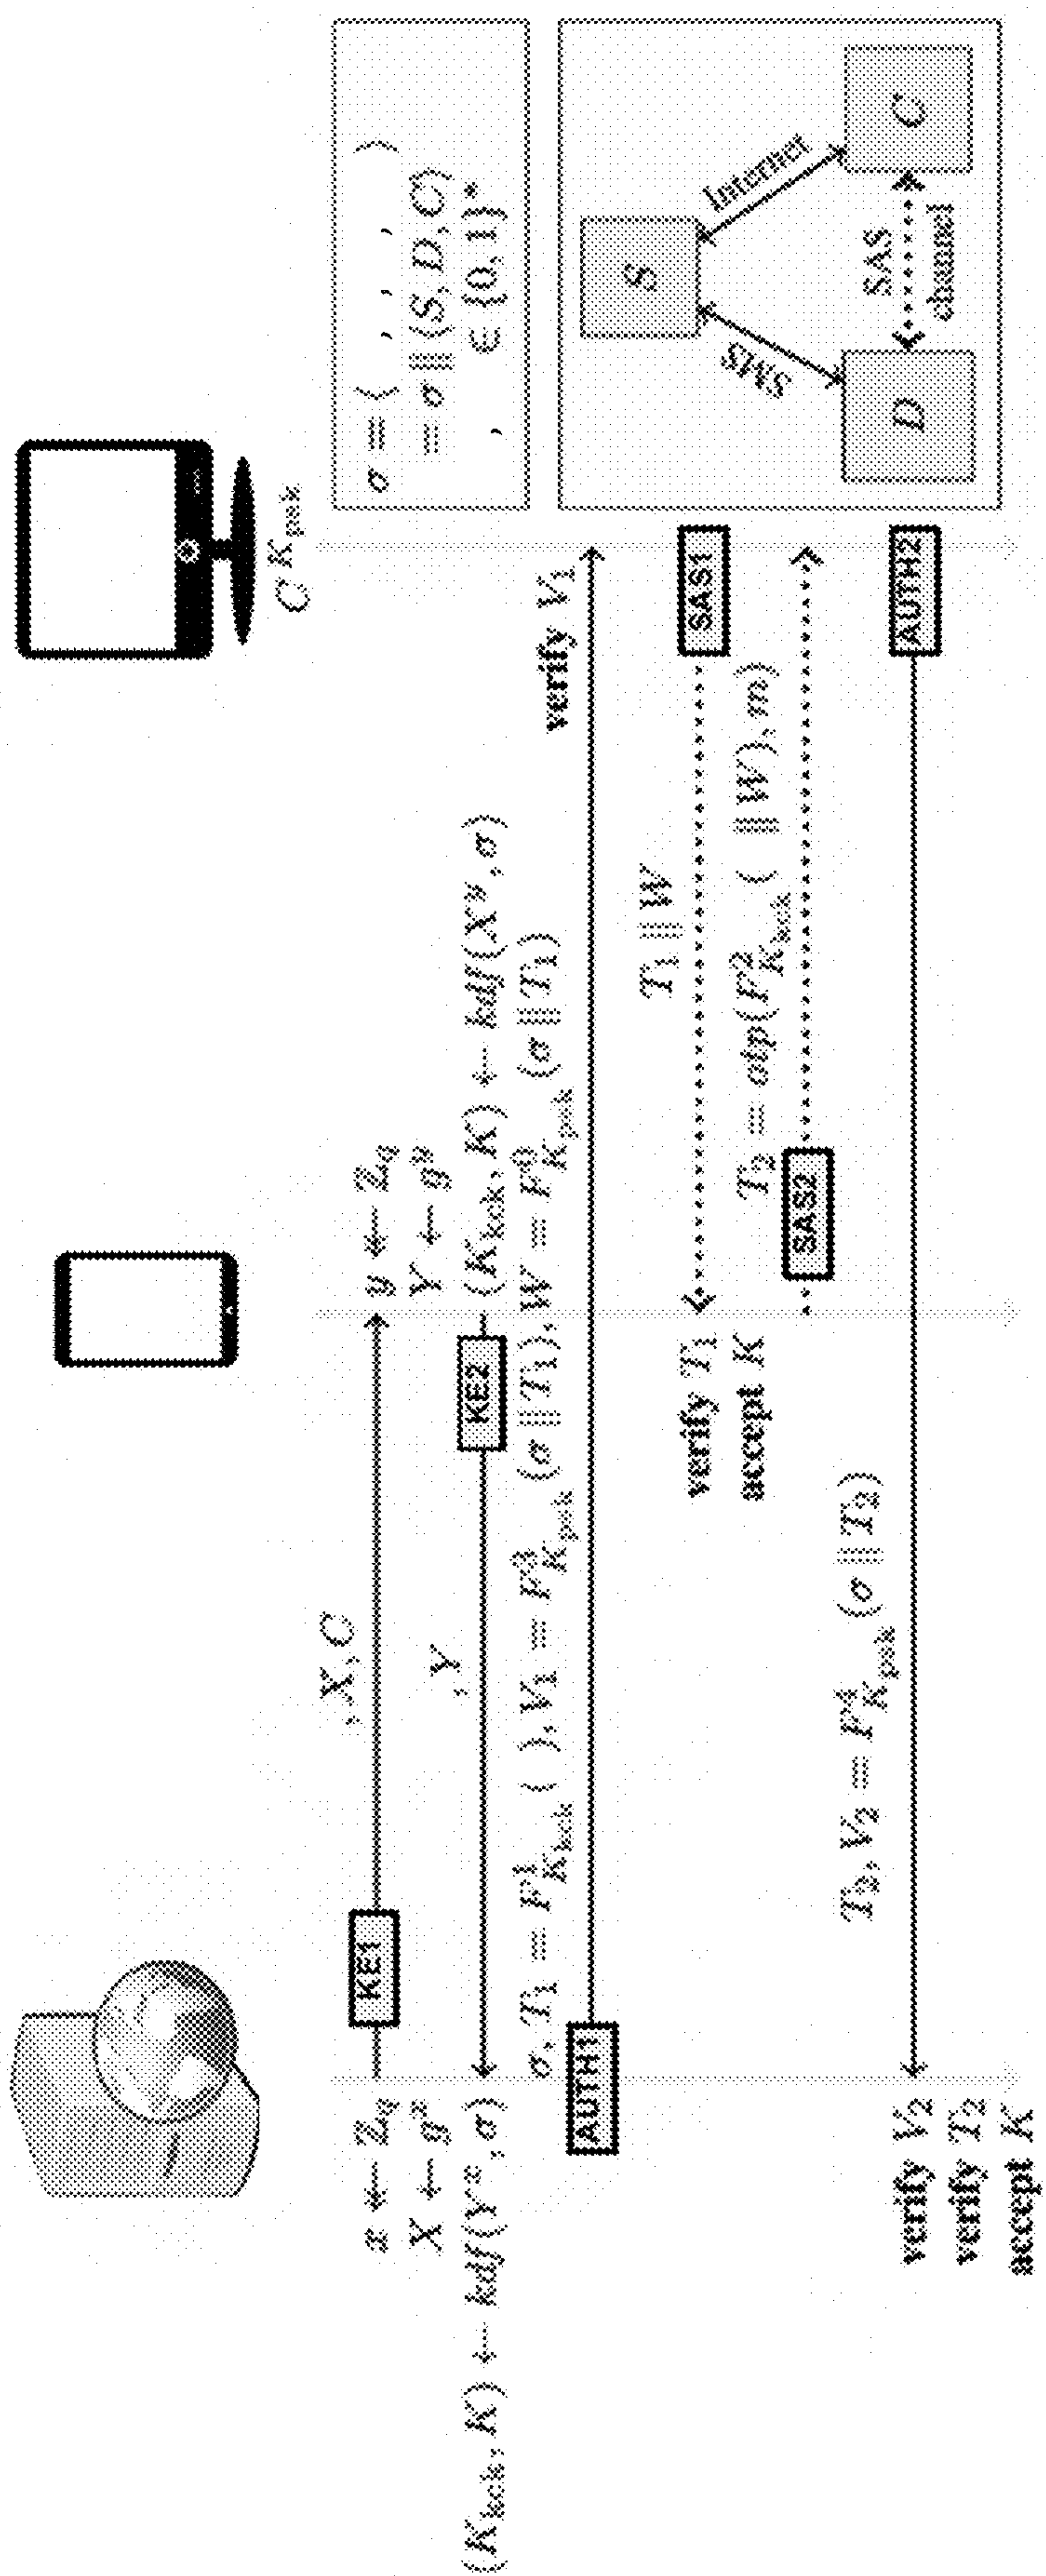 C K_psk
x ← Z_q
X ← g^x
KE1
, X, C
y ← Z_q
Y ← g^y
(K_kck, K) ← kdf(Y^x, σ)
, Y
KE2
(K_kck, K) ← kdf(X^y, σ)
σ, T_1 = F^1_{K_kck} ( ), V_1 = F^3_{K_psk} (σ ||| T_1), W = F^0_{K_psk} (σ ||| T_1)
AUTH1
verify V_1
T_1 ||| W
SAS1
verify T_1
accept K
T_2 = otp(F^2_{K_kck} ( ||| W), m)
SAS2
T_2, V_2 = F^4_{K_psk} (σ ||| T_2)
AUTH2
verify V_2
verify T_2
accept K
σ = ( , , , )
= σ ||| (S, D, C)
, ∈ {0, 1}*
S
SMS
Internet
D
SAS
channel
C